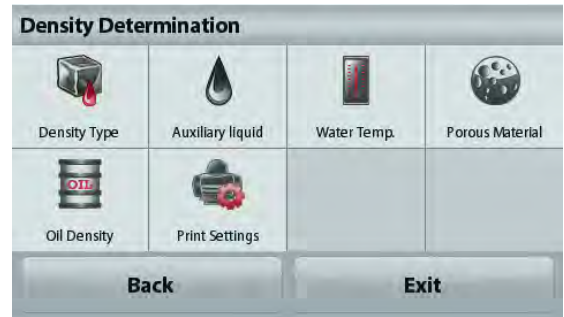 Density Determination
Density Type
Auxiliary liquid
Water Temp.
Porous Material
OIL
Oil Density
Print Settings
Back
Exit